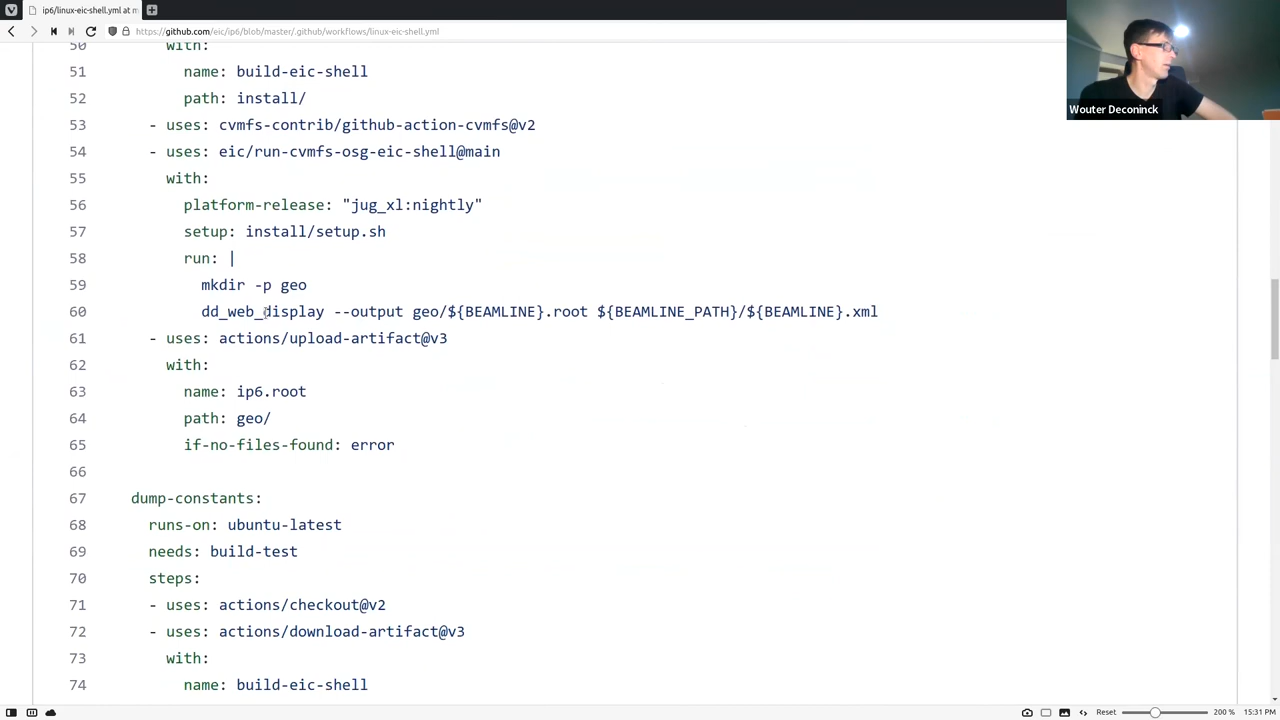 ip6/linux-eic-shell.yml at m
https://github.com/eic/ip6/blob/master/.github/workflows/linux-eic-shell.yml
Wouter Deconinck
50 with:
51 name: build-eic-shell
52 path: install/
53 - uses: cvmfs-contrib/github-action-cvmfs@v2
54 - uses: eic/run-cvmfs-osg-eic-shell@main
55 with:
56 platform-release: "jug_xl:nightly"
57 setup: install/setup.sh
58 run: |
59 mkdir -p geo
60 dd_web_display --output geo/${BEAMLINE}.root ${BEAMLINE_PATH}/${BEAMLINE}.xml
61 - uses: actions/upload-artifact@v3
62 with:
63 name: ip6.root
64 path: geo/
65 if-no-files-found: error
66
67 dump-constants:
68 runs-on: ubuntu-latest
69 needs: build-test
70 steps:
71 - uses: actions/checkout@v2
72 - uses: actions/download-artifact@v3
73 with:
74 name: build-eic-shell
Reset 200 % 15:31 PM